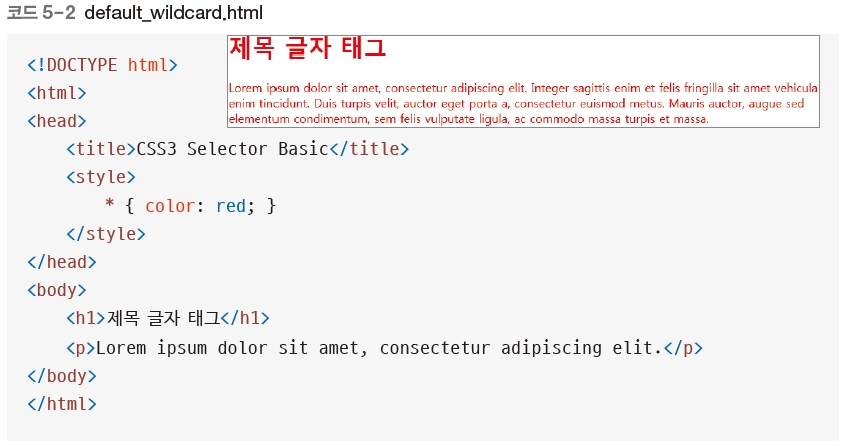 코드 5-2 default_wildcard.html
제목 글자 태그
Lorem ipsum dolor sit amet, consectetur adipiscing elit. Integer sagittis enim et felis fringilla sit amet vehicula
enim tincidunt. Duis turpis velit, auctor eget porta a, consectetur euismod metus. Mauris auctor, augue sed
elementum condimentum, sem felis vulputate ligula, ac commodo massa turpis et massa.
<!DOCTYPE html>
<html>
<head>
<title>CSS3 Selector Basic</title>
<style>
* { color: red; }
</style>
</head>
<body>
<h1>제목 글자 태그</h1>
<p>Lorem ipsum dolor sit amet, consectetur adipiscing elit.</p>
</body>
</html>